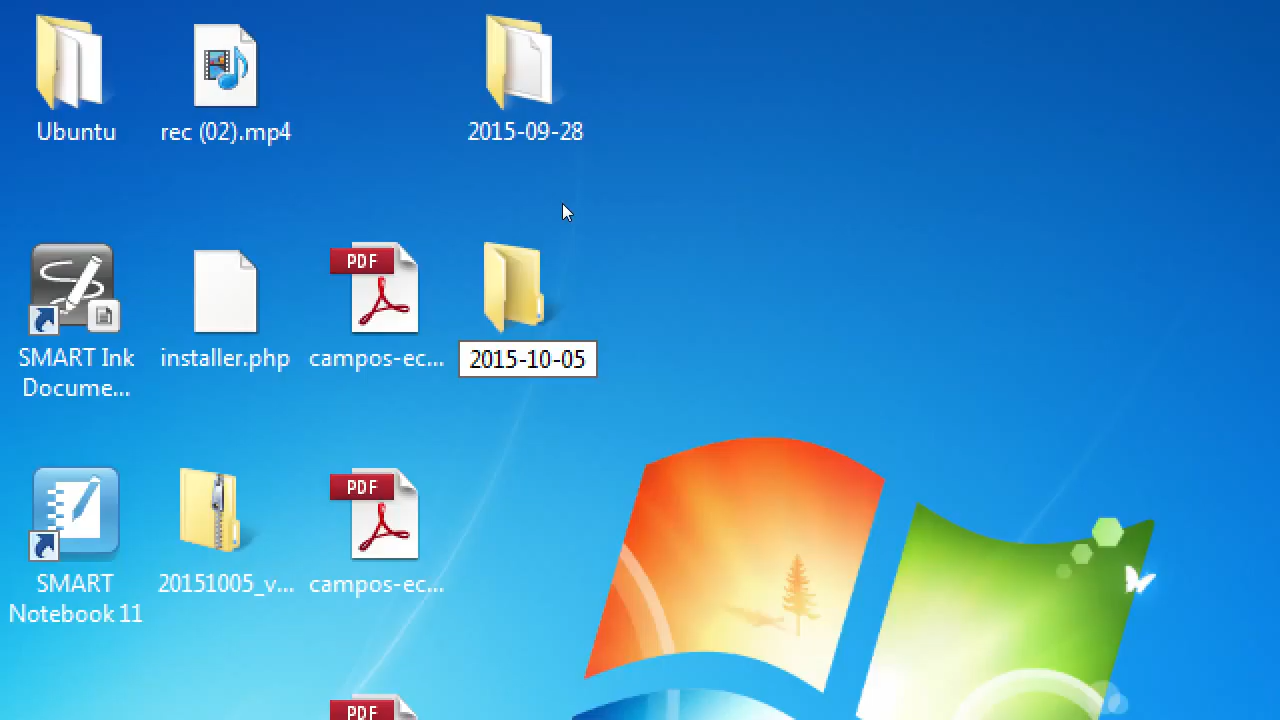 Ubuntu
rec (02).mp4
2015-09-28
SMART Ink
Docume...
installer.php
PDF
campos-ec...
2015-10-05
SMART
Notebook 11
20151005_v...
PDF
campos-ec...
PDF